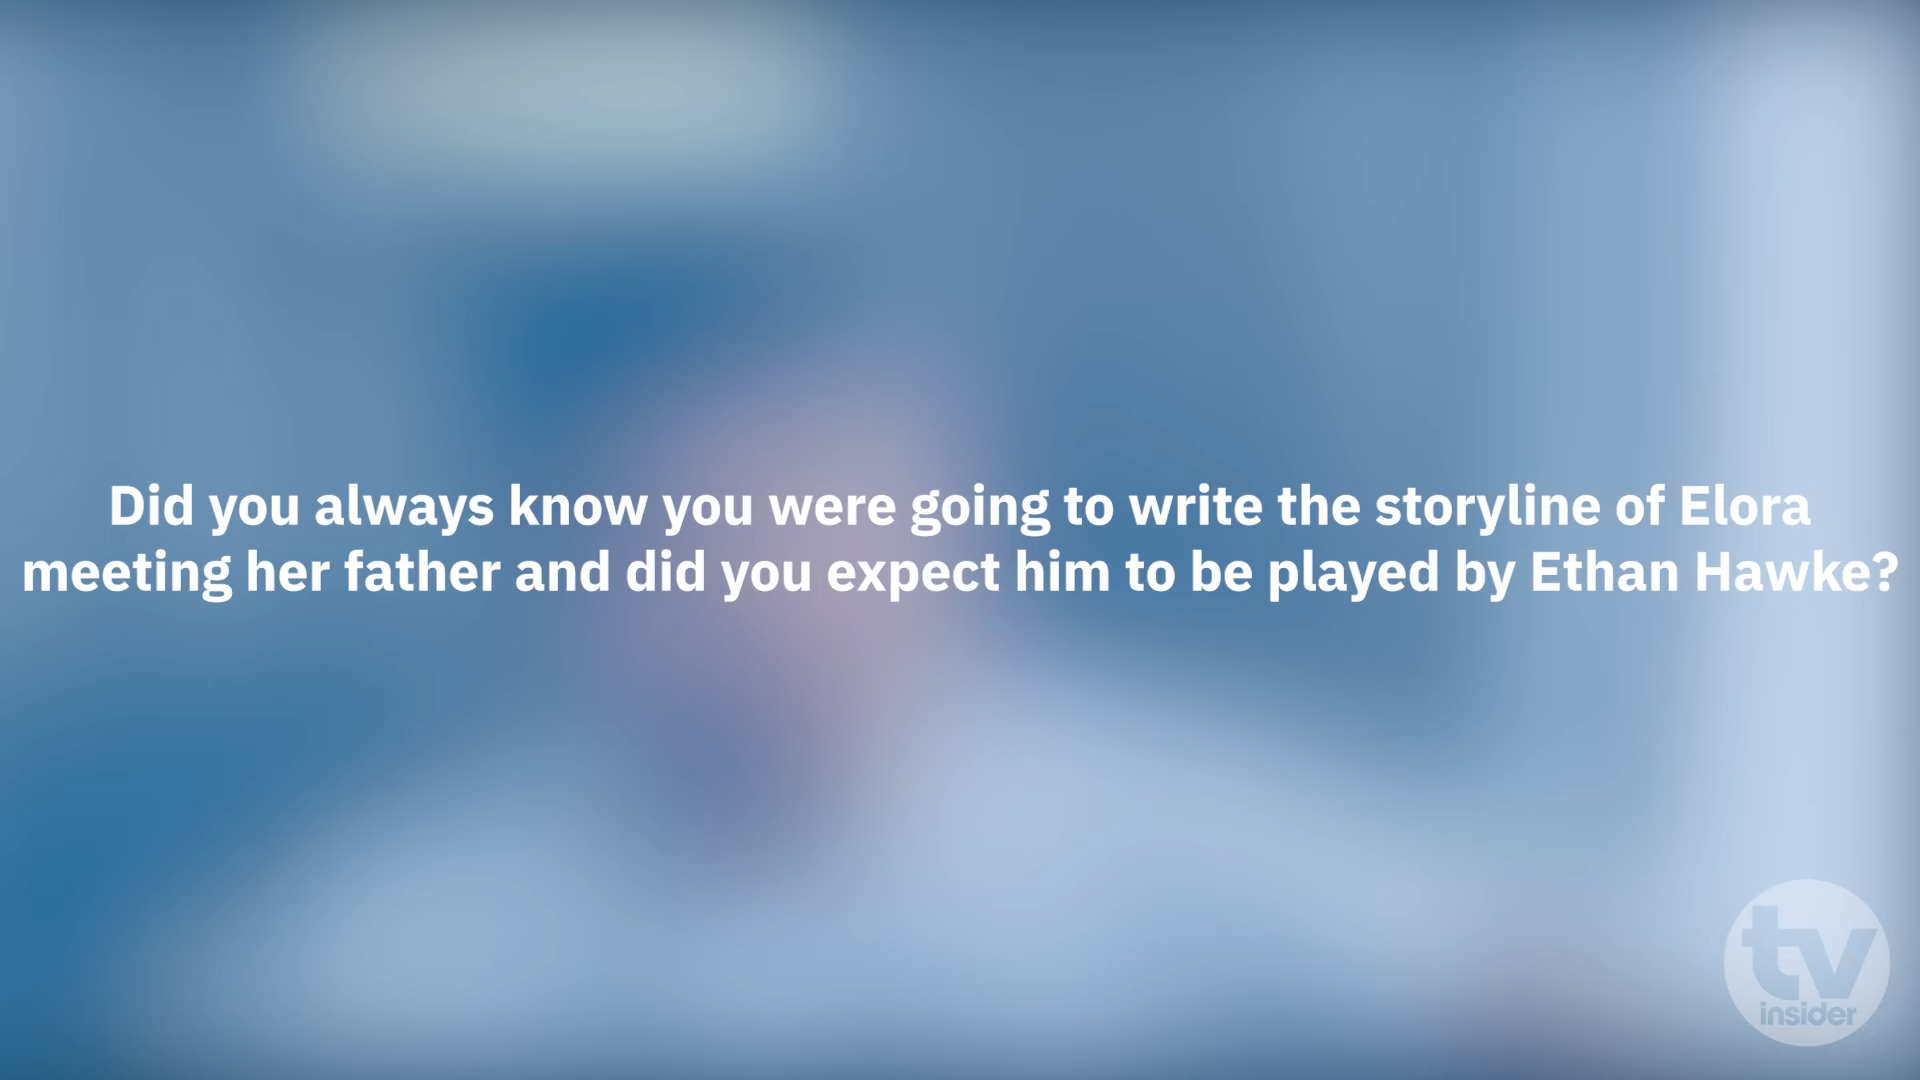 Did you always know you were going to write the storyline of Elora
meeting her father and did you expect him to be played by Ethan Hawke?
tv
insider